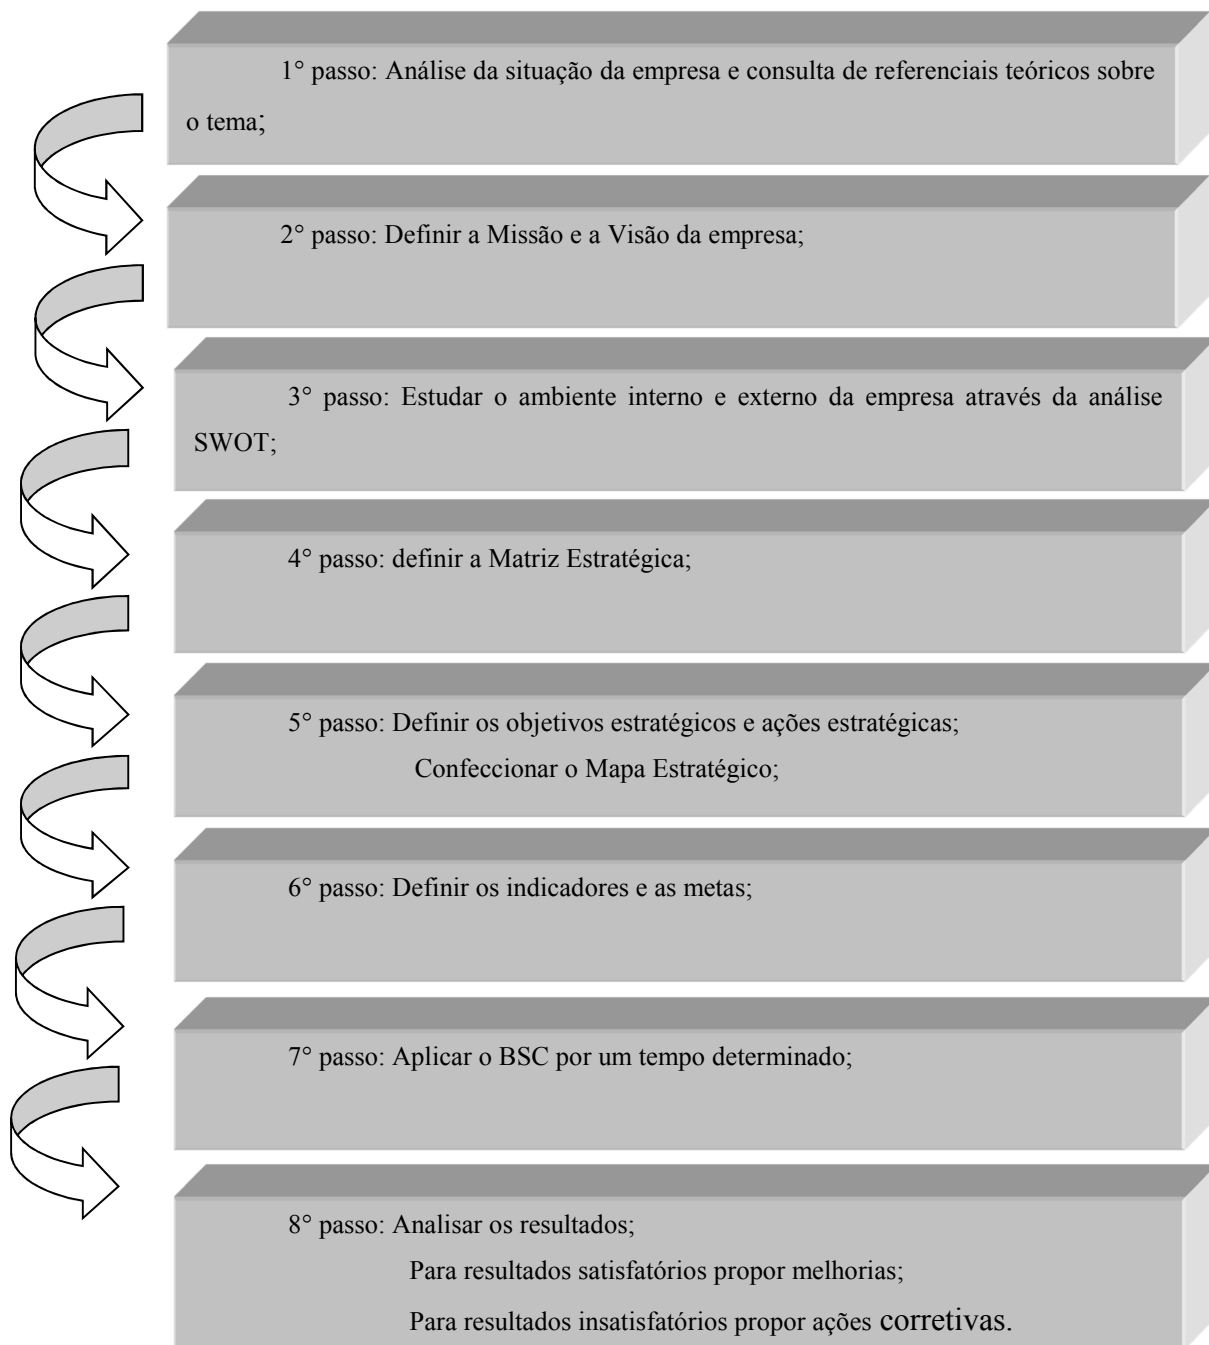 1° passo: Análise da situação da empresa e consulta de referenciais teóricos sobre
o tema;
2° passo: Definir a Missão e a Visão da empresa;
3° passo: Estudar o ambiente interno e externo da empresa através da análise
SWOT;
4° passo: definir a Matriz Estratégica;
5° passo: Definir os objetivos estratégicos e ações estratégicas;
Confeccionar o Mapa Estratégico;
6° passo: Definir os indicadores e as metas;
7° passo: Aplicar o BSC por um tempo determinado;
8° passo: Analisar os resultados;
Para resultados satisfatórios propor melhorias;
Para resultados insatisfatórios propor ações corretivas.